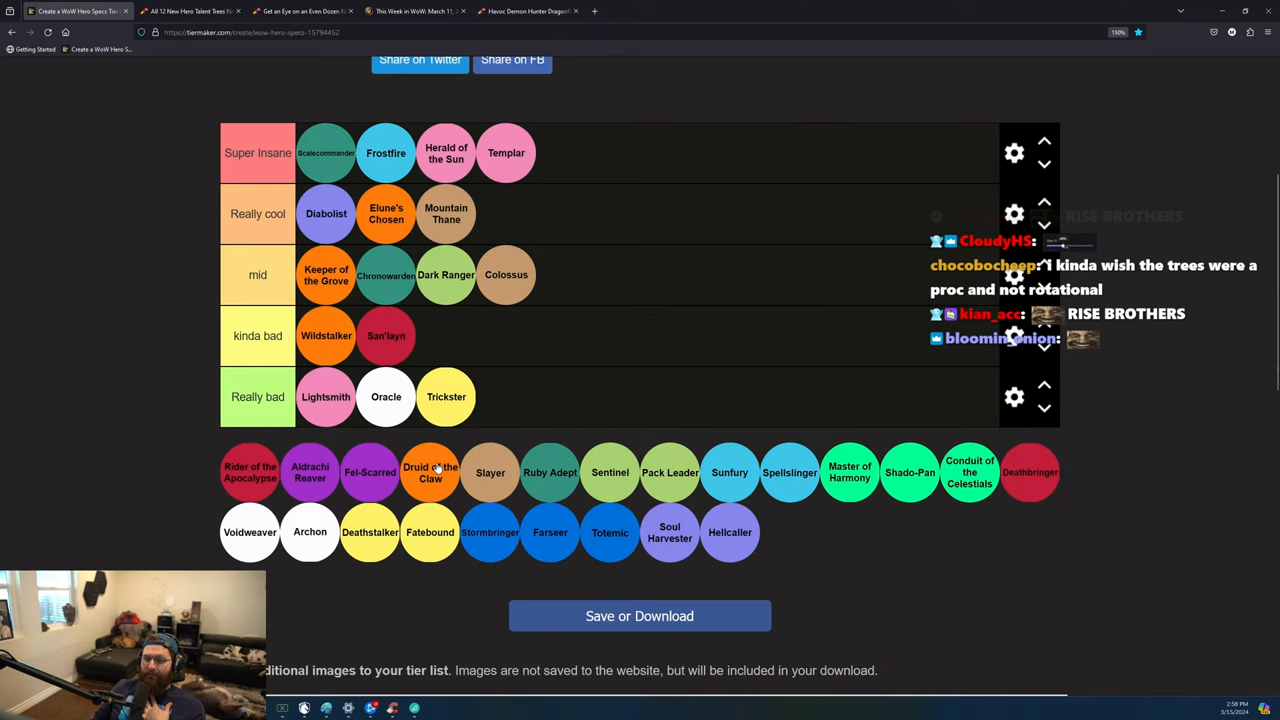 Create a WoW Hero Specs Tier L
All 12 New Hero Talent Trees No
Get an Eye on an Even Dozen N
This Week in WoW: March 11, 2
Havoc Demon Hunter Dragonfl
https://tiermaker.com/create/wow-hero-specs-15794452
150%
Getting Started
Create a WoW Hero S...
Share on Twitter
Share on FB
Super Insane
Scalecommander
Frostfire
Herald of the Sun
Templar
Really cool
Diabolist
Elune's Chosen
Mountain Thane
RISE BROTHERS
CloudyHS:
mid
Keeper of the Grove
Chronowarden
Dark Ranger
Colossus
chocobocheep: i kinda wish the trees were a
proc and not rotational
kian_acc: RISE BROTHERS
kinda bad
Wildstalker
San'layn
bloomin_onion:
Really bad
Lightsmith
Oracle
Trickster
Rider of the Apocalypse
Aldrachi Reaver
Fel-Scarred
Druid of the Claw
Slayer
Ruby Adept
Sentinel
Pack Leader
Sunfury
Spellslinger
Master of Harmony
Shado-Pan
Conduit of the Celestials
Deathbringer
Voidweaver
Archon
Deathstalker
Fatebound
Stormbringer
Farseer
Totemic
Soul Harvester
Hellcaller
Save or Download
ditional images to your tier list. Images are not saved to the website, but will be included in your download.
2:58 PM
3/15/2024